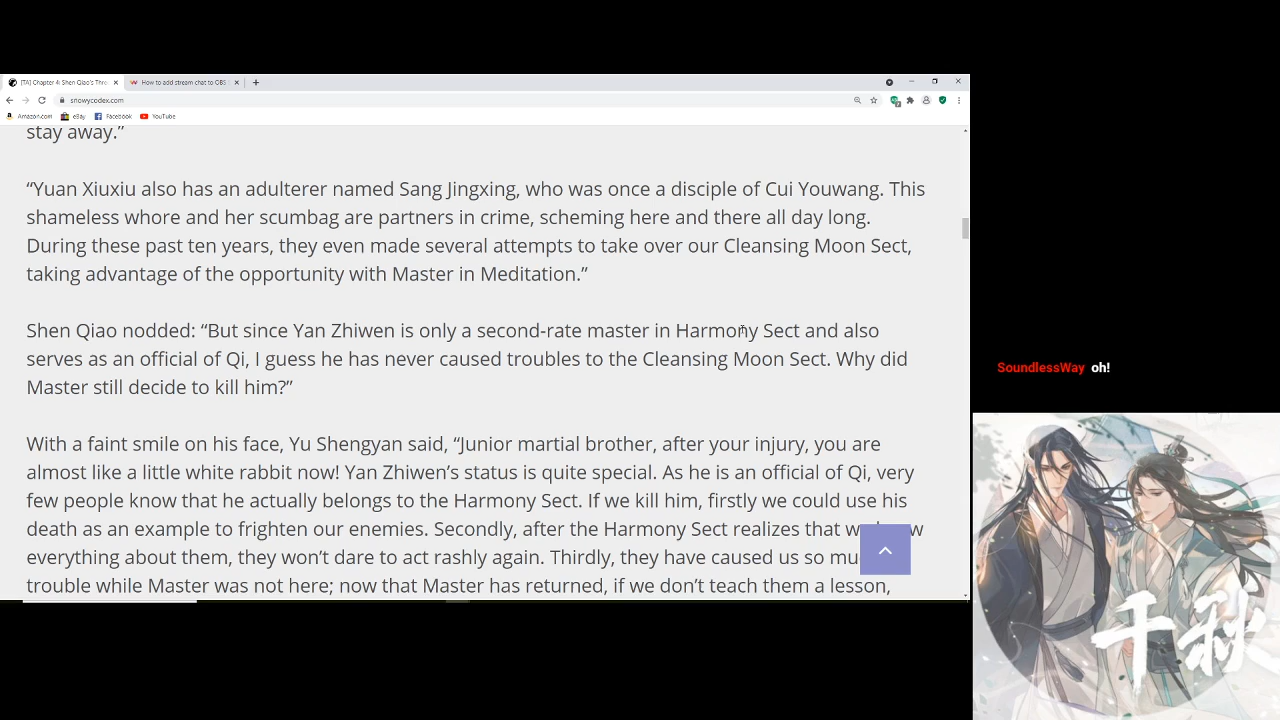 [TA] Chapter 4: Shen Qiao's Thro
How to add stream chat to OBS
snowycodex.com
Amazon.com eBay Facebook YouTube
stay away.”
“Yuan Xiuxiu also has an adulterer named Sang Jingxing, who was once a disciple of Cui Youwang. This
shameless whore and her scumbag are partners in crime, scheming here and there all day long.
During these past ten years, they even made several attempts to take over our Cleansing Moon Sect,
taking advantage of the opportunity with Master in Meditation.”
Shen Qiao nodded: “But since Yan Zhiwen is only a second-rate master in Harmony Sect and also
serves as an official of Qi, I guess he has never caused troubles to the Cleansing Moon Sect. Why did
Master still decide to kill him?”
With a faint smile on his face, Yu Shengyan said, “Junior martial brother, after your injury, you are
almost like a little white rabbit now! Yan Zhiwen’s status is quite special. As he is an official of Qi, very
few people know that he actually belongs to the Harmony Sect. If we kill him, firstly we could use his
death as an example to frighten our enemies. Secondly, after the Harmony Sect realizes that
everything about them, they won’t dare to act rashly again. Thirdly, they have caused us so
trouble while Master was not here; now that Master has returned, if we don’t teach them a lesson,
SoundlessWay oh!
千秋